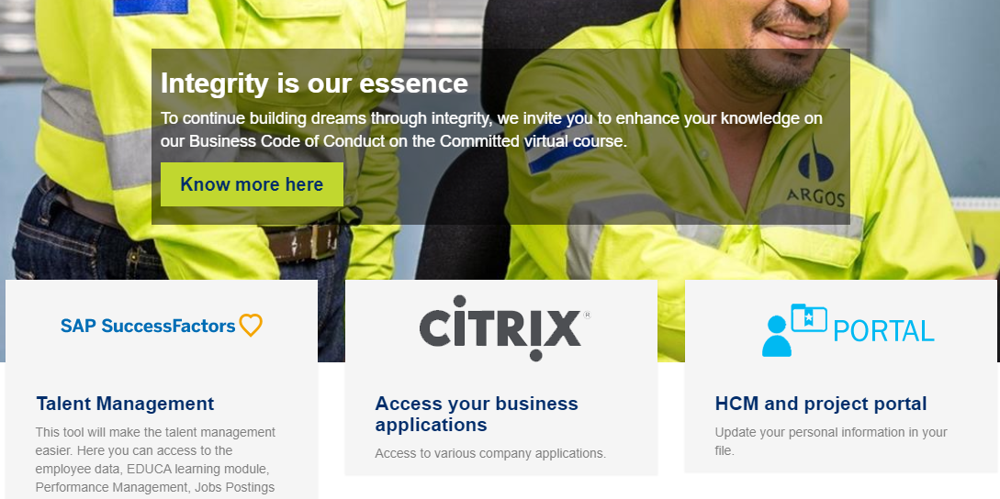 Integrity is our essence
To continue building dreams through integrity, we invite you to enhance your knowledge on
our Business Code of Conduct on the Committed virtual course.
Know more here
ARGOS
SAP SuccessFactors
CİTRIX®
PORTAL
Talent Management
This tool will make the talent management
easier. Here you can access to the
employee data, EDUCA learning module,
Performance Management, Jobs Postings
Access your business
applications
Access to various company applications.
HCM and project portal
Update your personal information in your
file.